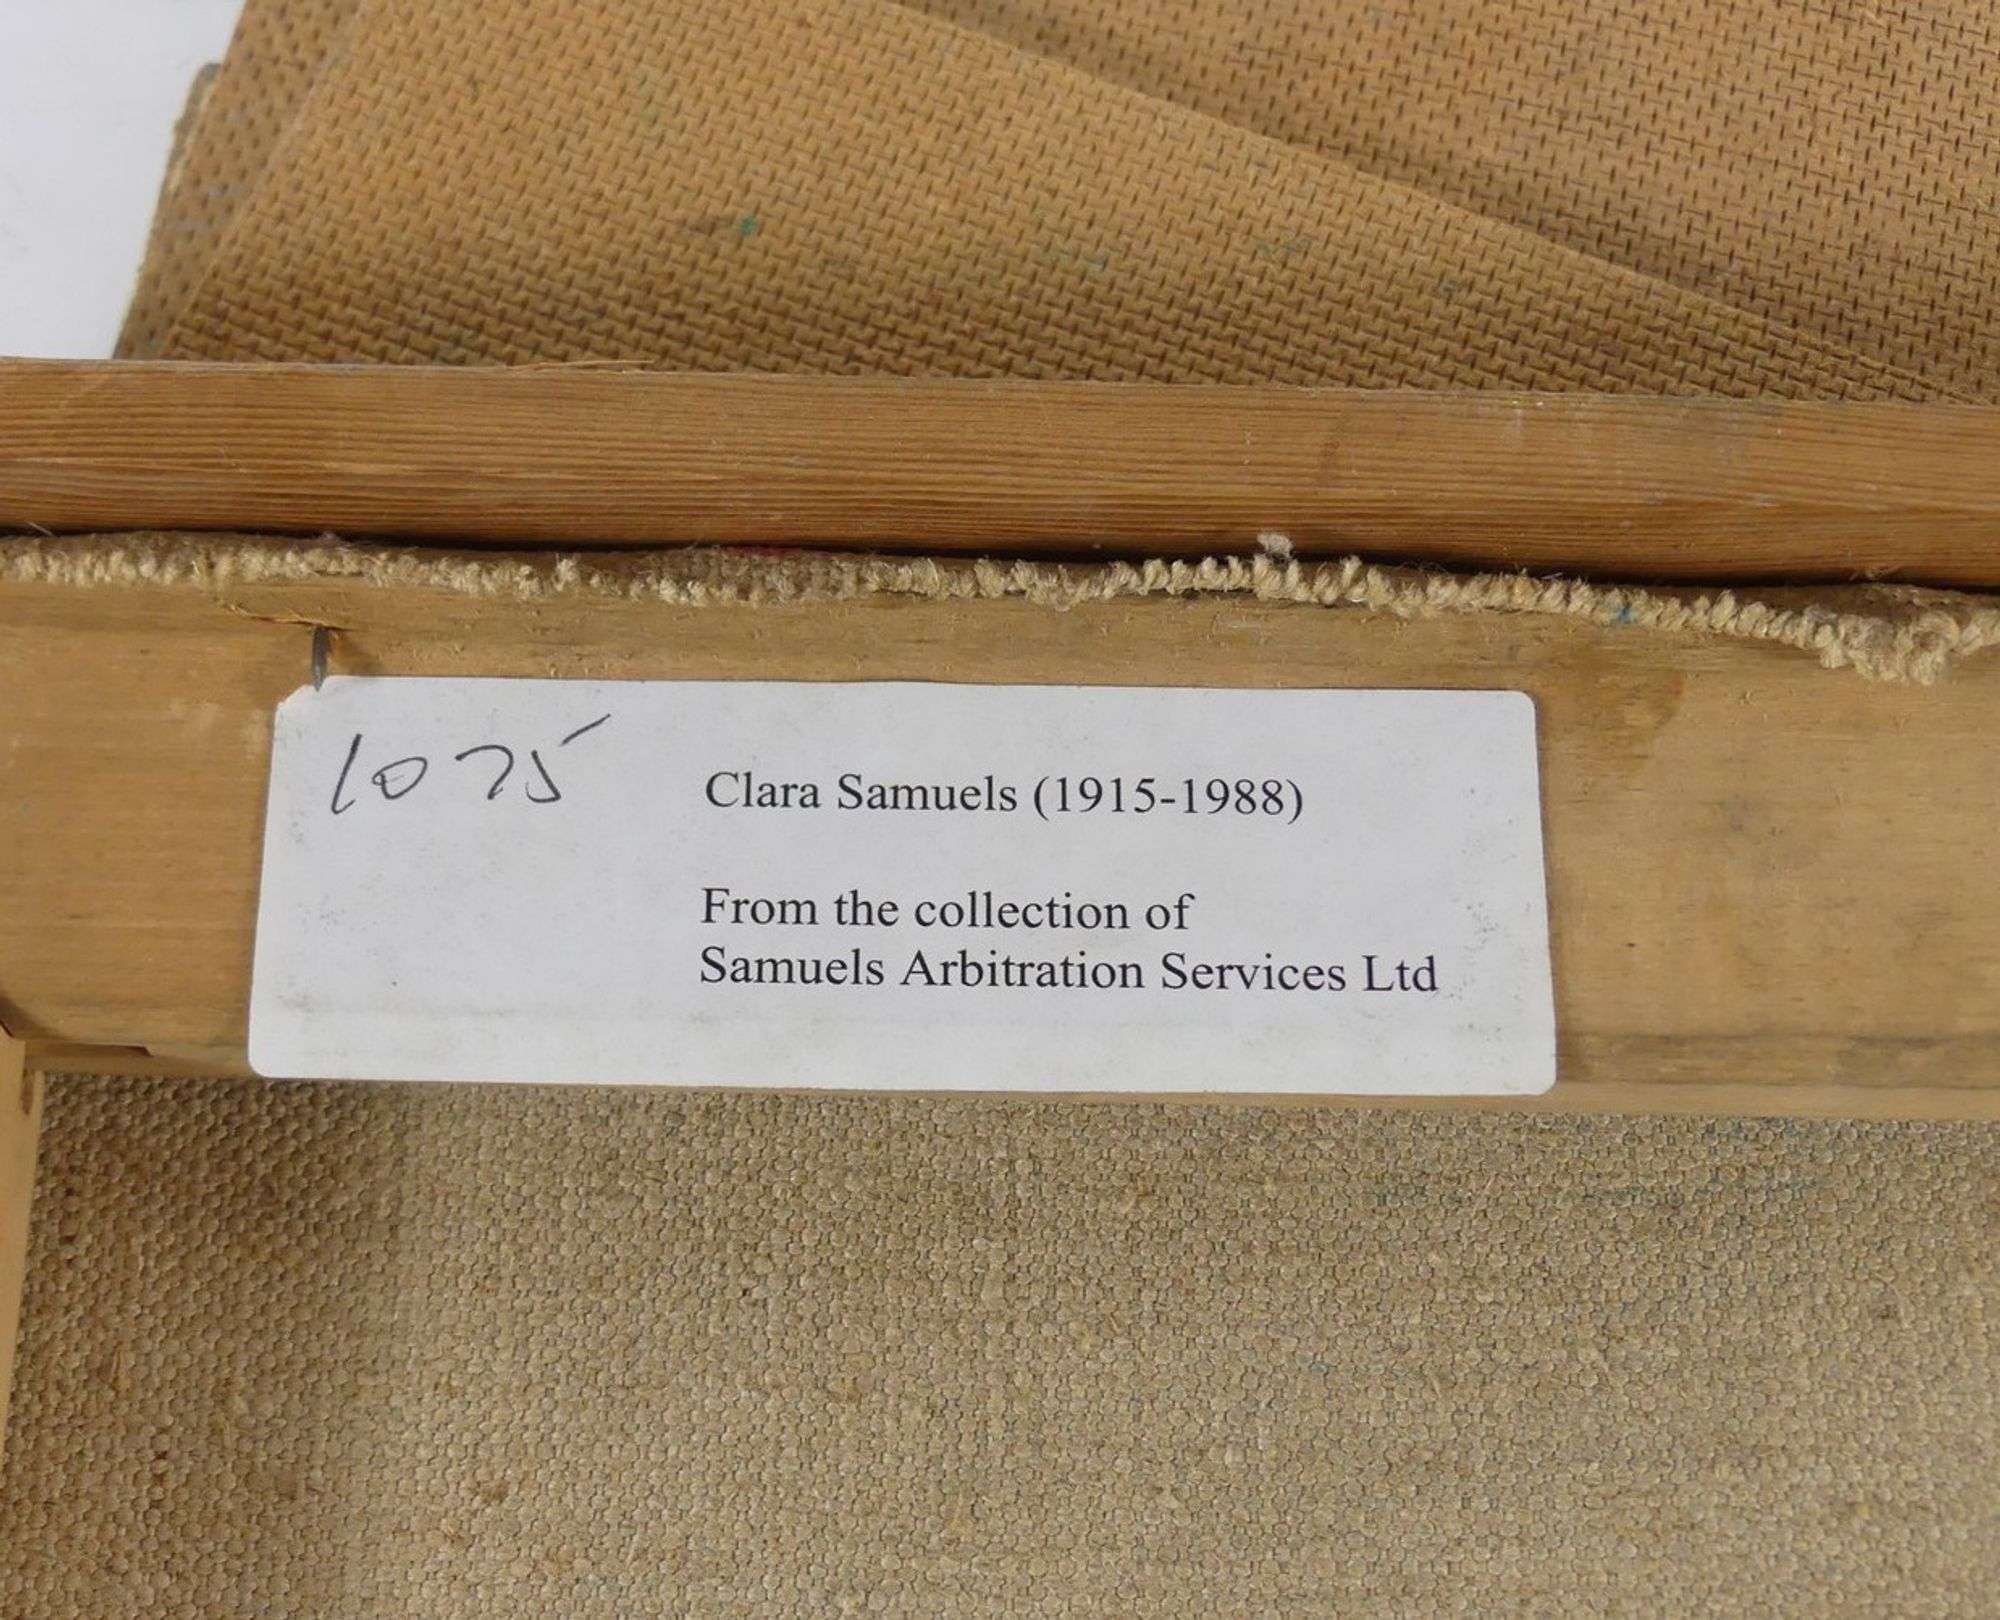 1075
Clara Samuels (1915-1988)
From the collection of
Samuels Arbitration Services Ltd